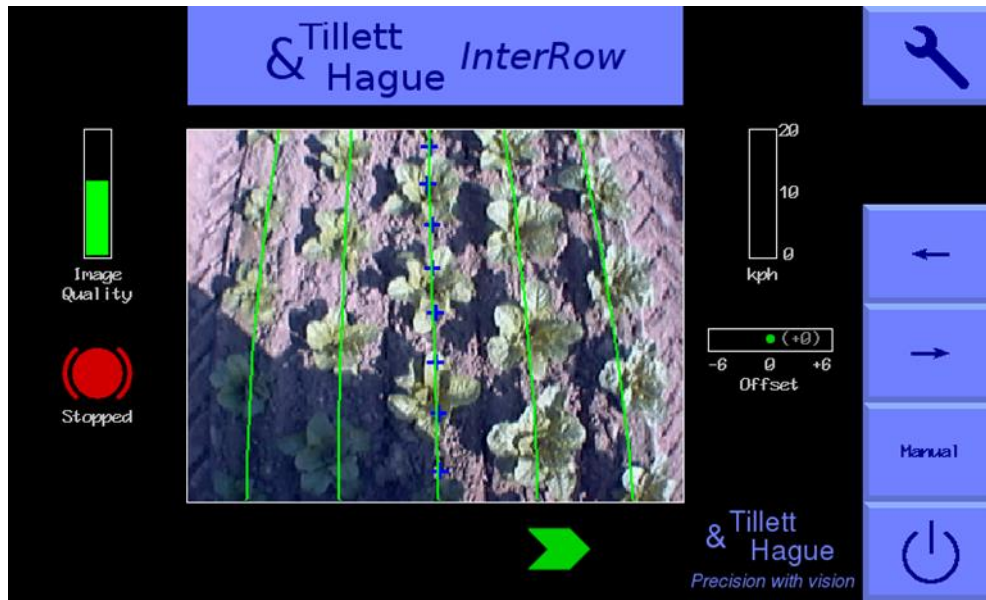 & Tillett
Hague
InterRow
Image
Quality
Stopped
20
10
0
kph
(+0)
-6 0 +6
Offset
Manual
& Tillett
Hague
Precision with vision